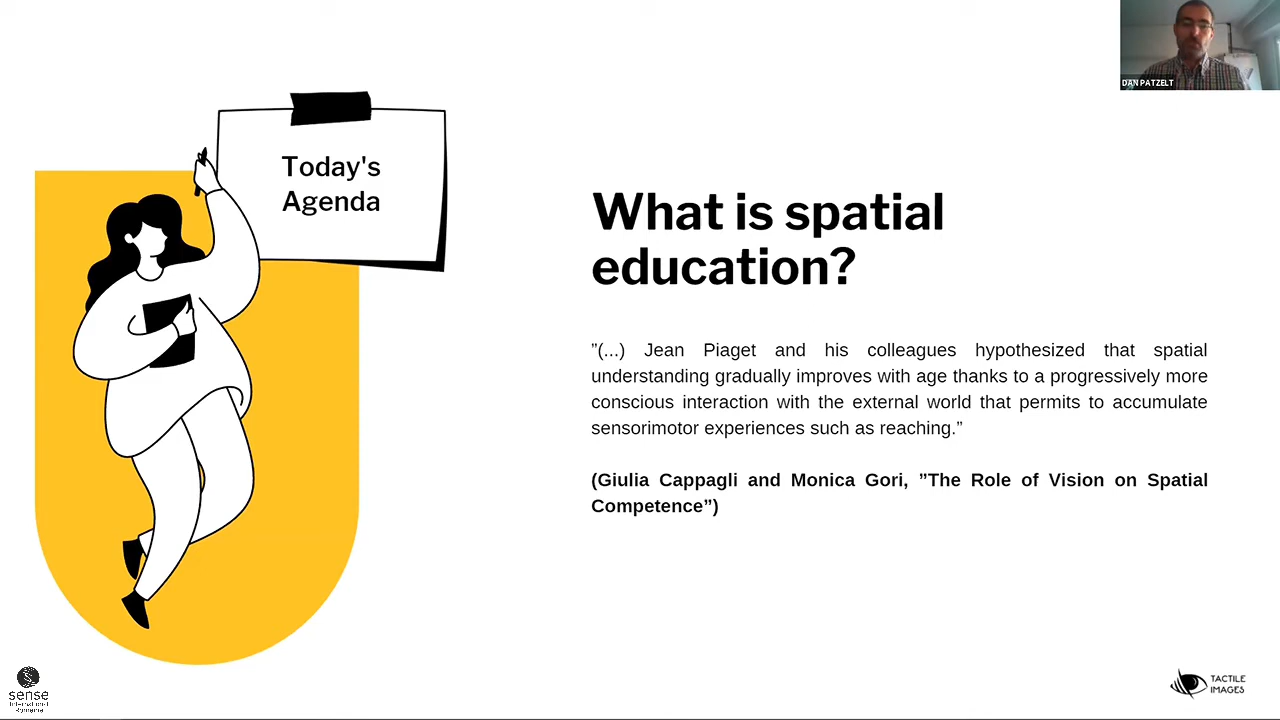 DAN PATZELT
Today's
Agenda
What is spatial
education?
”(...) Jean Piaget and his colleagues hypothesized that spatial
understanding gradually improves with age thanks to a progressively more
conscious interaction with the external world that permits to accumulate
sensorimotor experiences such as reaching.”
(Giulia Cappagli and Monica Gori, ”The Role of Vision on Spatial
Competence”)
sense
International
Romania
TACTILE
IMAGES